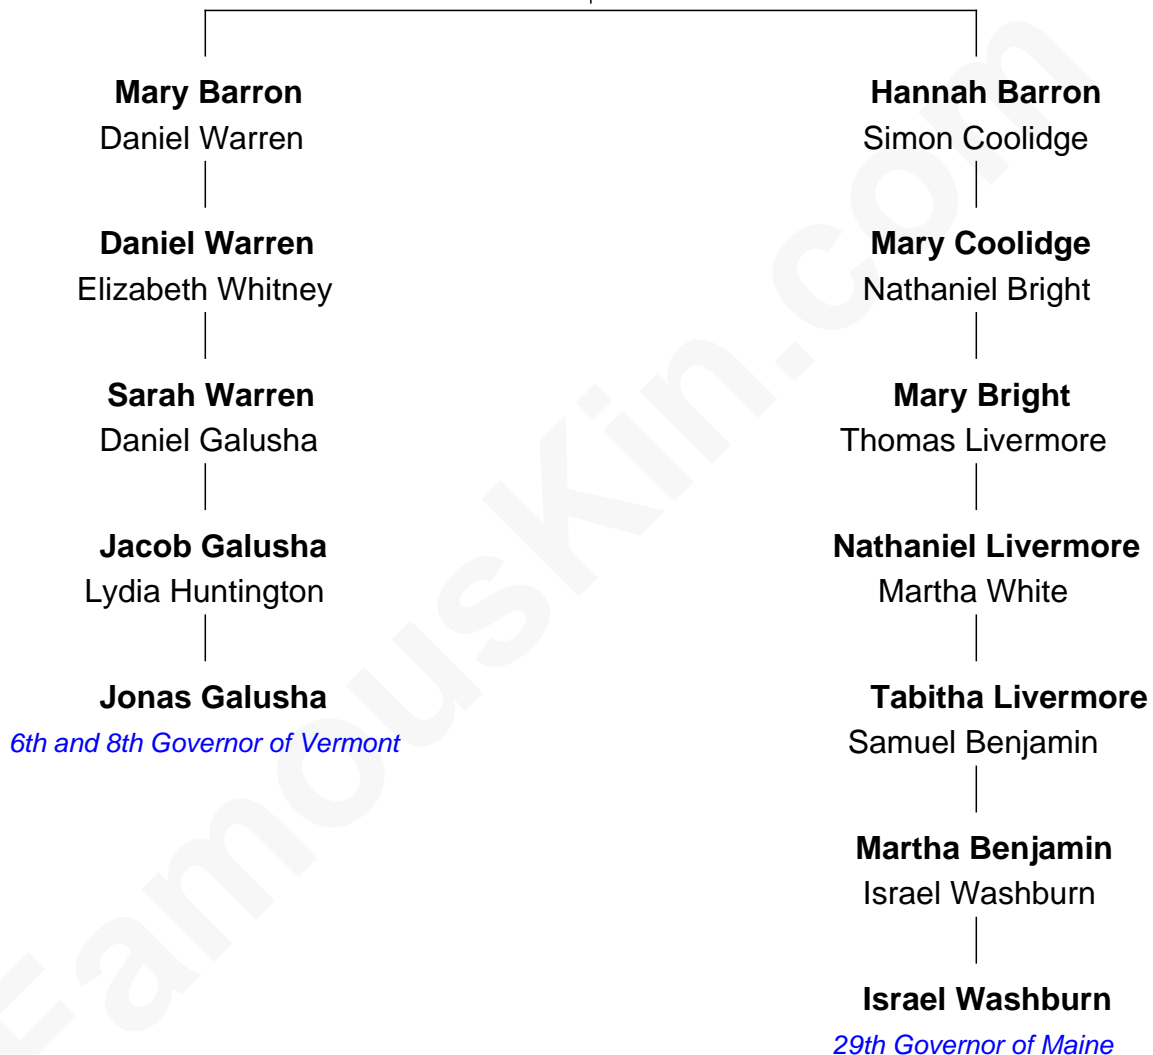 Mary Barron
Daniel Warren
Daniel Warren
Elizabeth Whitney
Sarah Warren
Daniel Galusha
Jacob Galusha
Lydia Huntington
Jonas Galusha
6th and 8th Governor of Vermont
Hannah Barron
Simon Coolidge
Mary Coolidge
Nathaniel Bright
Mary Bright
Thomas Livermore
Nathaniel Livermore
Martha White
Tabitha Livermore
Samuel Benjamin
Martha Benjamin
Israel Washburn
Israel Washburn
29th Governor of Maine
FamousKin.com